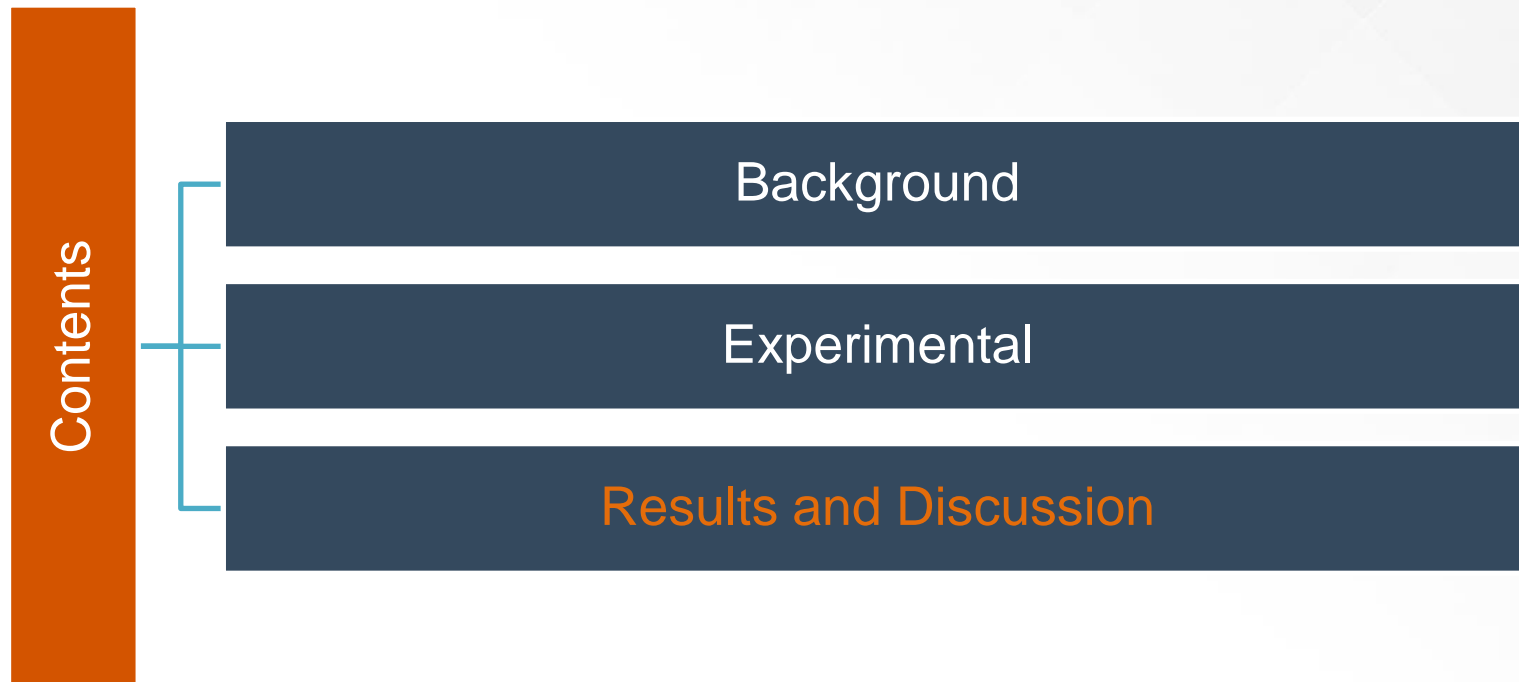 Contents
Background
Experimental
Results and Discussion